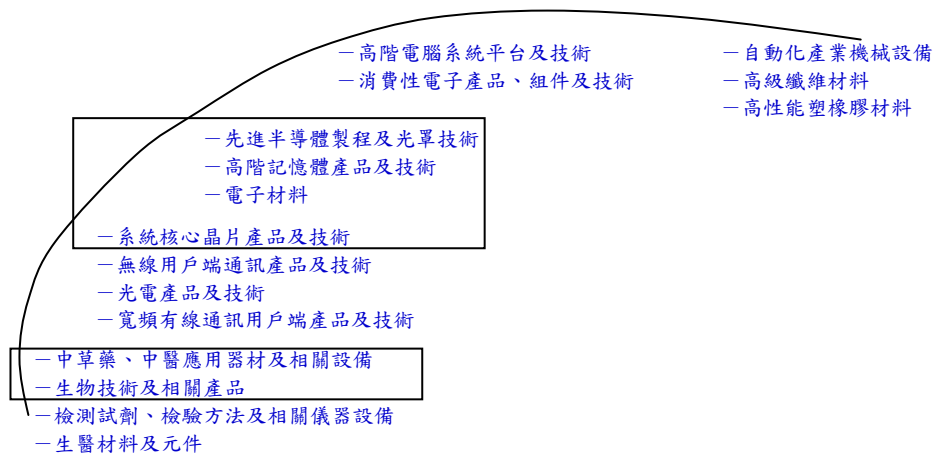 －高階電腦系統平台及技術
－消費性電子產品、組件及技術
－自動化產業機械設備
－高級纖維材料
－高性能塑橡膠材料
－先進半導體製程及光罩技術
－高階記憶體產品及技術
－電子材料
－系統核心晶片產品及技術
－無線用戶端通訊產品及技術
－光電產品及技術
－寬頻有線通訊用戶端產品及技術
－中草藥、中醫應用器材及相關設備
－生物技術及相關產品
－檢測試劑、檢驗方法及相關儀器設備
－生醫材料及元件